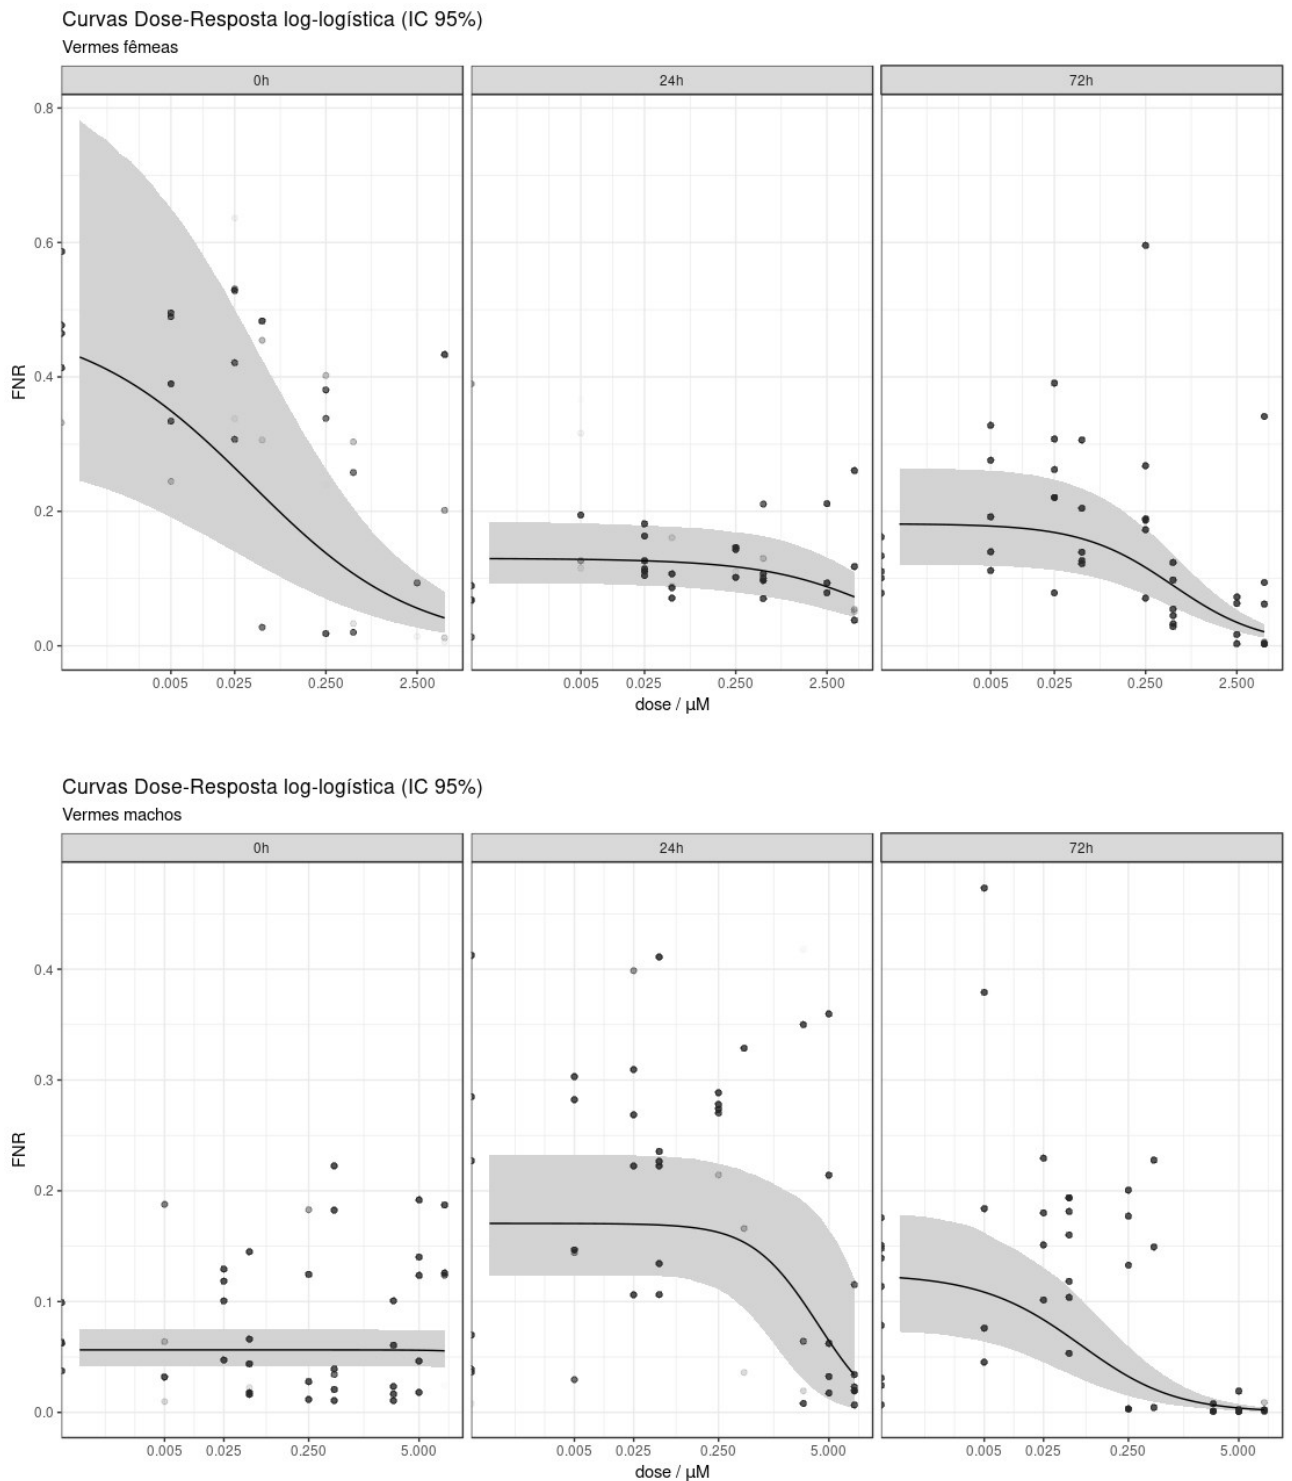 Curvas Dose-Resposta log-logística (IC 95%)
Vermes fêmeas
0h 24h 72h
0.8
0.6
0.4
0.2
0.0
FNR
0.005 0.025 0.250 2.500 0.005 0.025 0.250 2.500 0.005 0.025 0.250 2.500
dose / μM
Curvas Dose-Resposta log-logística (IC 95%)
Vermes machos
0h 24h 72h
0.4
0.3
0.2
0.1
0.0
FNR
0.005 0.025 0.250 5.000 0.005 0.025 0.250 5.000 0.005 0.025 0.250 5.000
dose / μM